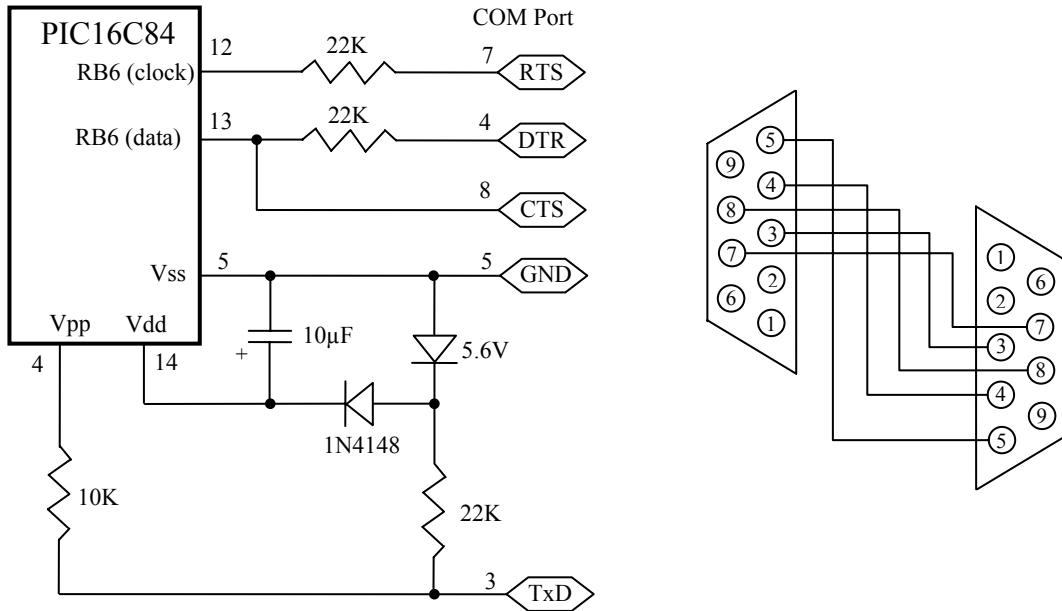 COM Port
PIC16C84
12
22K
7
RB6 (clock)
RTS
13
22K
4
RB6 (data)
DTR
8
CTS
5
5
Vss
GND
Vpp
Vdd
10µF
+
5.6V
4
14
1N4148
10K
22K
3
TxD
5
9
4
8
3
7
2
6
1
1
6
2
7
3
8
4
9
5